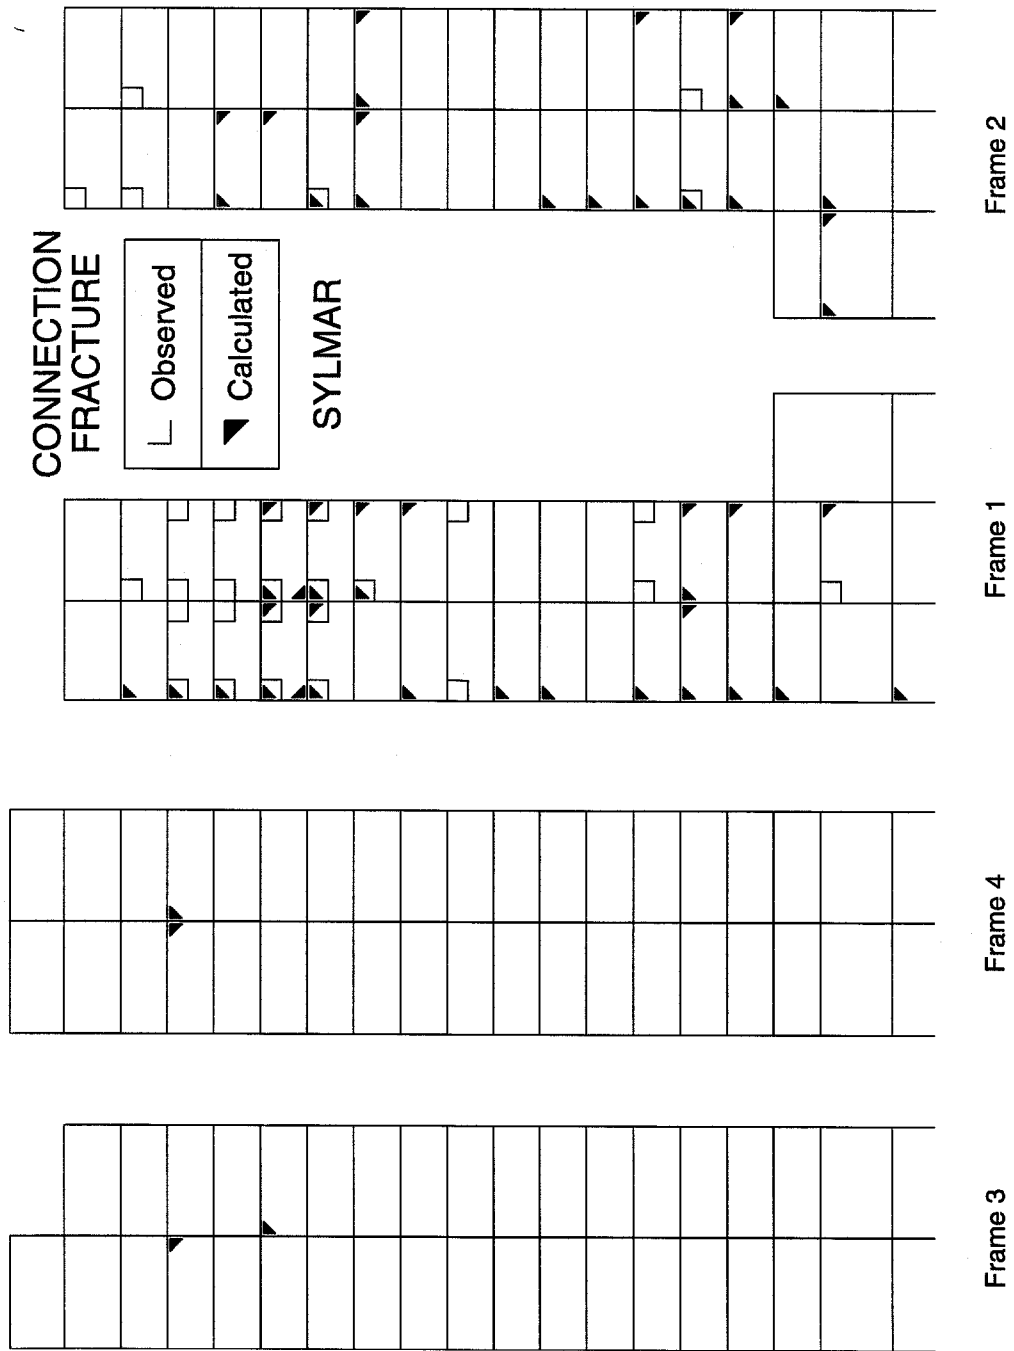 CONNECTION
FRACTURE
Observed
Calculated
SYLMAR
Frame 3
Frame 4
Frame 1
Frame 2